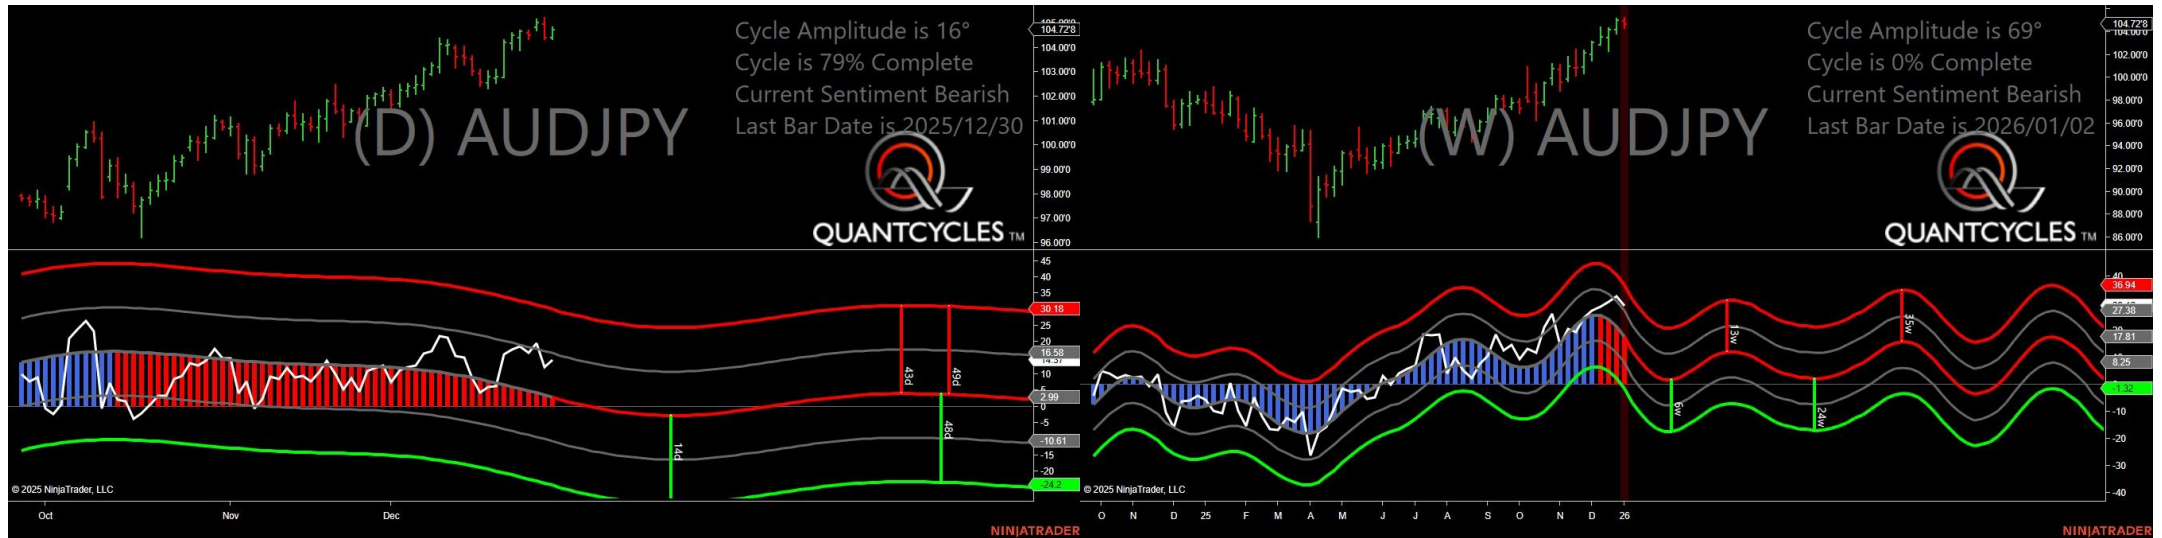 Cycle Amplitude is 16°
Cycle is 79% Complete
Current Sentiment Bearish
Last Bar Date is 2025/12/30
(D) AUDJPY
QUANTCYCLES TM
104.72'8
104.00'0
103.00'0
102.00'0
101.00'0
100.00'0
99.00'0
98.00'0
97.00'0
96.00'0
45
40
35
30.18
25
20
16.58
10
5
2.99
0
-5
-10.61
-15
-20
-24.2
43d
49d
14d
48d
© 2025 NinjaTrader, LLC
Oct
Nov
Dec
NINJATRADER
Cycle Amplitude is 69°
Cycle is 0% Complete
Current Sentiment Bearish
Last Bar Date is 2026/01/02
(W) AUDJPY
QUANTCYCLES TM
104.72'8
102.00'0
100.00'0
98.00'0
96.00'0
94.00'0
92.00'0
90.00'0
88.00'0
86.00'0
40
36.94
27.38
17.81
8.25
-1.32
-10
-20
-30
-40
13w
35w
6w
24w
© 2025 NinjaTrader, LLC
O N D 25 F M A M J J A S O N D 26
NINJATRADER